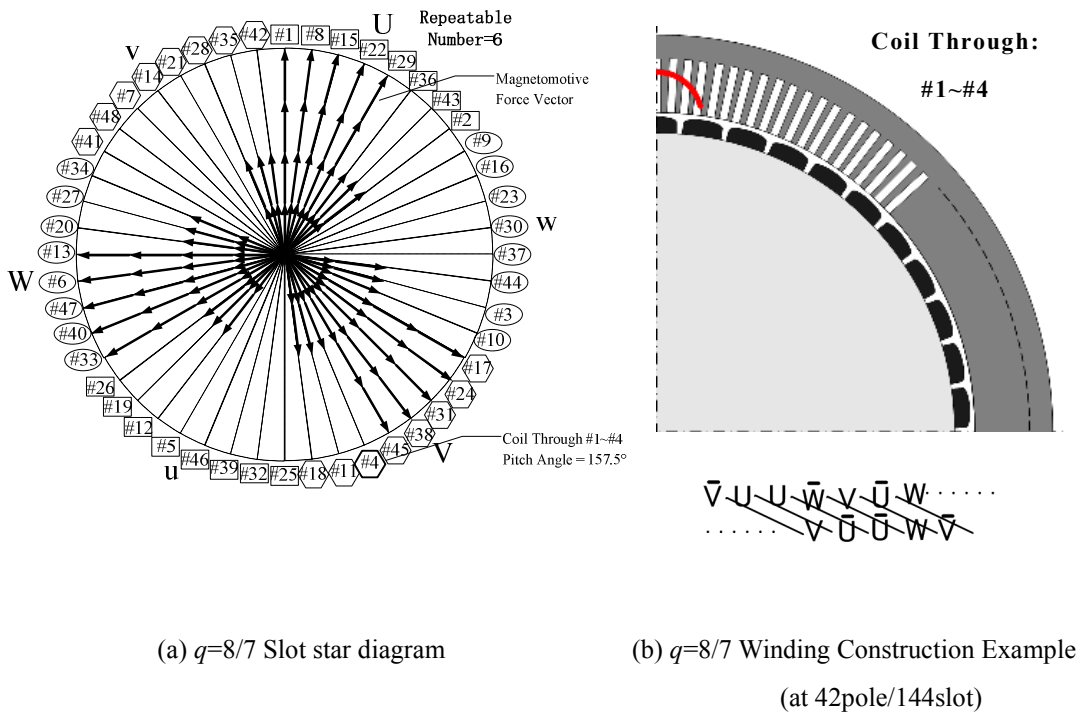 Repeatable
Number=6
U
#1
#8
#15
#22
#29
#36
#43
#2
#9
#16
#23
#30
w
#37
#44
#3
#10
#17
#24
#31
#38
V
#45
#4
#11
#18
#25
#32
#39
#46
u
#5
#12
#19
#26
#33
#40
#47
#6
W
#13
#20
#27
#34
#41
#48
#7
#14
v
#21
#28
#35
#42
Magnetomotive
Force Vector
Coil Through #1~#4
Pitch Angle = 157.5°
(a) q=8/7 Slot star diagram
Coil Through:
#1~#4
V̄ U U W̄ V Ū W ······
······ V Ū Ū W V̄
(b) q=8/7 Winding Construction Example
(at 42pole/144slot)